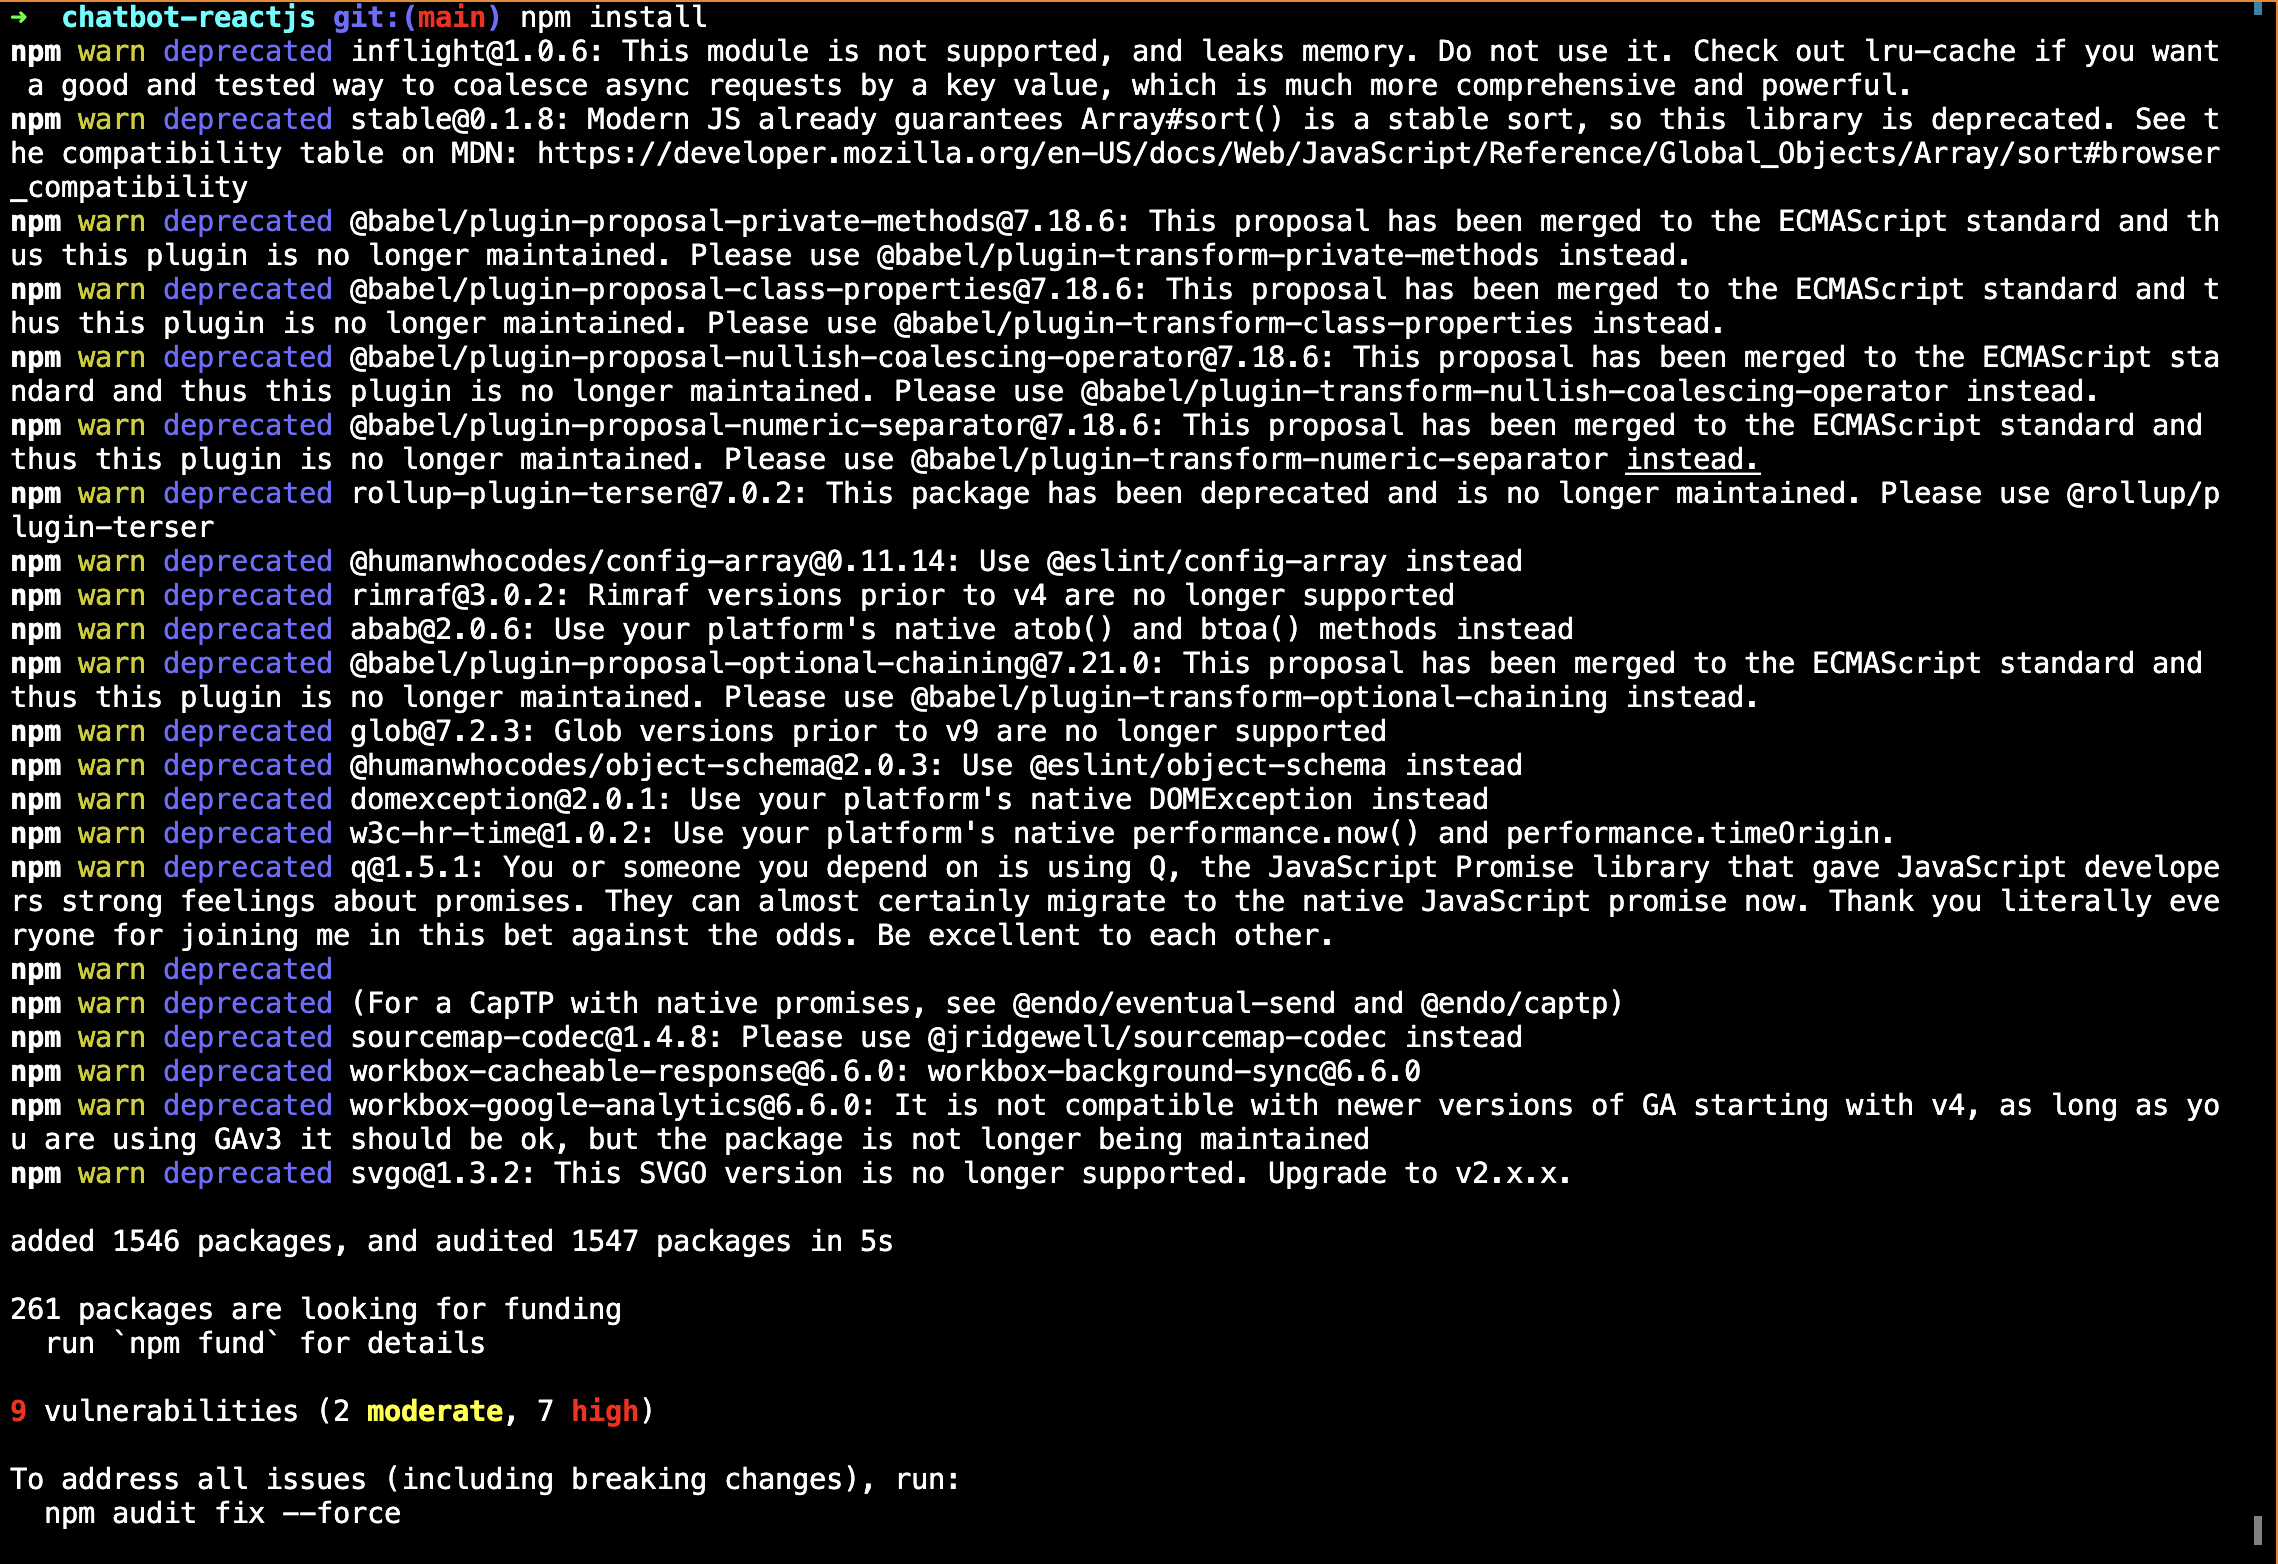 ➜  chatbot-reactjs git:(main) npm install
npm warn deprecated inflight@1.0.6: This module is not supported, and leaks memory. Do not use it. Check out lru-cache if you want
 a good and tested way to coalesce async requests by a key value, which is much more comprehensive and powerful.
npm warn deprecated stable@0.1.8: Modern JS already guarantees Array#sort() is a stable sort, so this library is deprecated. See t
he compatibility table on MDN: https://developer.mozilla.org/en-US/docs/Web/JavaScript/Reference/Global_Objects/Array/sort#browser
_compatibility
npm warn deprecated @babel/plugin-proposal-private-methods@7.18.6: This proposal has been merged to the ECMAScript standard and th
us this plugin is no longer maintained. Please use @babel/plugin-transform-private-methods instead.
npm warn deprecated @babel/plugin-proposal-class-properties@7.18.6: This proposal has been merged to the ECMAScript standard and t
hus this plugin is no longer maintained. Please use @babel/plugin-transform-class-properties instead.
npm warn deprecated @babel/plugin-proposal-nullish-coalescing-operator@7.18.6: This proposal has been merged to the ECMAScript sta
ndard and thus this plugin is no longer maintained. Please use @babel/plugin-transform-nullish-coalescing-operator instead.
npm warn deprecated @babel/plugin-proposal-numeric-separator@7.18.6: This proposal has been merged to the ECMAScript standard and
thus this plugin is no longer maintained. Please use @babel/plugin-transform-numeric-separator instead.
npm warn deprecated rollup-plugin-terser@7.0.2: This package has been deprecated and is no longer maintained. Please use @rollup/p
lugin-terser
npm warn deprecated @humanwhocodes/config-array@0.11.14: Use @eslint/config-array instead
npm warn deprecated rimraf@3.0.2: Rimraf versions prior to v4 are no longer supported
npm warn deprecated abab@2.0.6: Use your platform's native atob() and btoa() methods instead
npm warn deprecated @babel/plugin-proposal-optional-chaining@7.21.0: This proposal has been merged to the ECMAScript standard and
thus this plugin is no longer maintained. Please use @babel/plugin-transform-optional-chaining instead.
npm warn deprecated glob@7.2.3: Glob versions prior to v9 are no longer supported
npm warn deprecated @humanwhocodes/object-schema@2.0.3: Use @eslint/object-schema instead
npm warn deprecated domexception@2.0.1: Use your platform's native DOMException instead
npm warn deprecated w3c-hr-time@1.0.2: Use your platform's native performance.now() and performance.timeOrigin.
npm warn deprecated q@1.5.1: You or someone you depend on is using Q, the JavaScript Promise library that gave JavaScript develope
rs strong feelings about promises. They can almost certainly migrate to the native JavaScript promise now. Thank you literally eve
ryone for joining me in this bet against the odds. Be excellent to each other.
npm warn deprecated
npm warn deprecated (For a CapTP with native promises, see @endo/eventual-send and @endo/captp)
npm warn deprecated sourcemap-codec@1.4.8: Please use @jridgewell/sourcemap-codec instead
npm warn deprecated workbox-cacheable-response@6.6.0: workbox-background-sync@6.6.0
npm warn deprecated workbox-google-analytics@6.6.0: It is not compatible with newer versions of GA starting with v4, as long as yo
u are using GAv3 it should be ok, but the package is not longer being maintained
npm warn deprecated svgo@1.3.2: This SVGO version is no longer supported. Upgrade to v2.x.x.
added 1546 packages, and audited 1547 packages in 5s
261 packages are looking for funding
  run `npm fund` for details
9 vulnerabilities (2 moderate, 7 high)
To address all issues (including breaking changes), run:
  npm audit fix --force